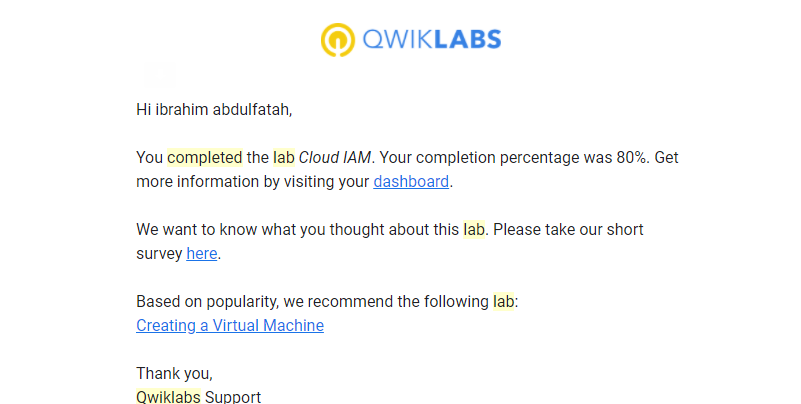 QWIKLABS
Hi ibrahim abdulfatah,
You completed the lab Cloud IAM. Your completion percentage was 80%. Get
more information by visiting your dashboard.
We want to know what you thought about this lab. Please take our short
survey here.
Based on popularity, we recommend the following lab:
Creating a Virtual Machine
Thank you,
Qwiklabs Support